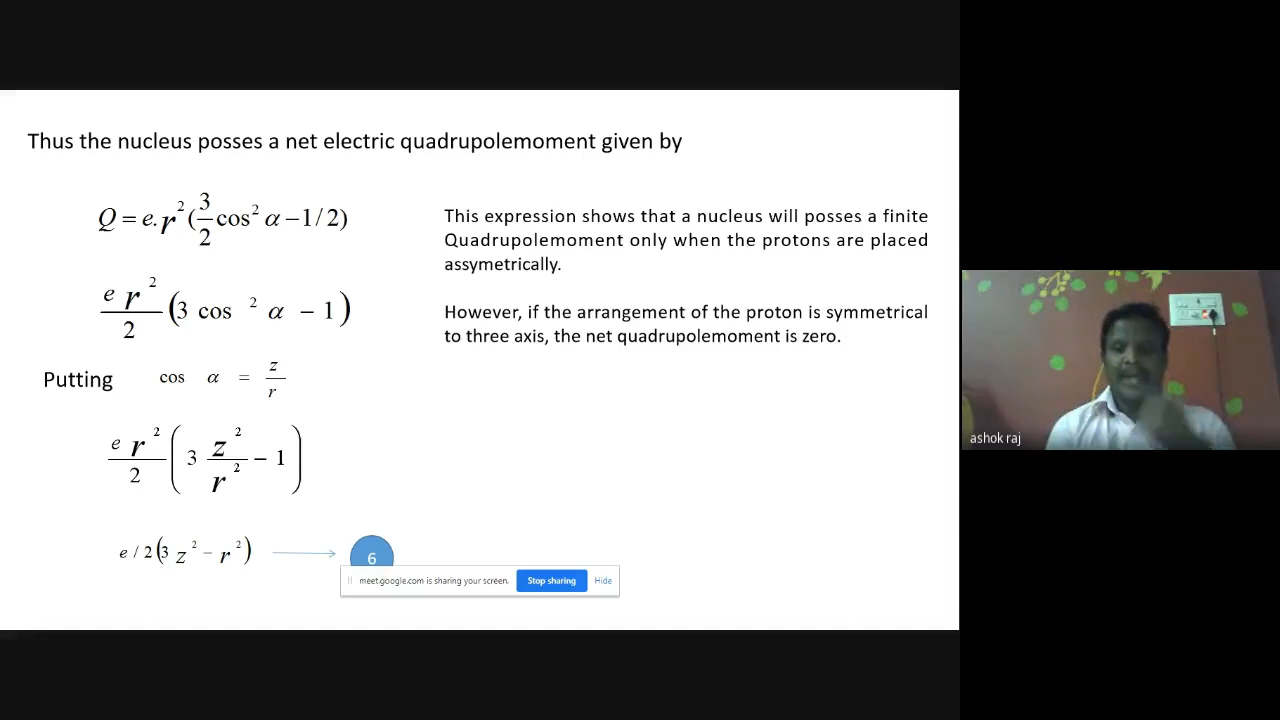 Thus the nucleus posses a net electric quadrupolemoment given by
Q = e.r²(3/2 cos² α − 1/2)
e r²/2 (3 cos² α − 1)
Putting cos α = z/r
e r²/2 (3 z²/r² − 1)
e / 2(3 z² − r²)
6
This expression shows that a nucleus will posses a finite
Quadrupolemoment only when the protons are placed
assymetrically.
However, if the arrangement of the proton is symmetrical
to three axis, the net quadrupolemoment is zero.
meet.google.com is sharing your screen.
Stop sharing
Hide
ashok raj